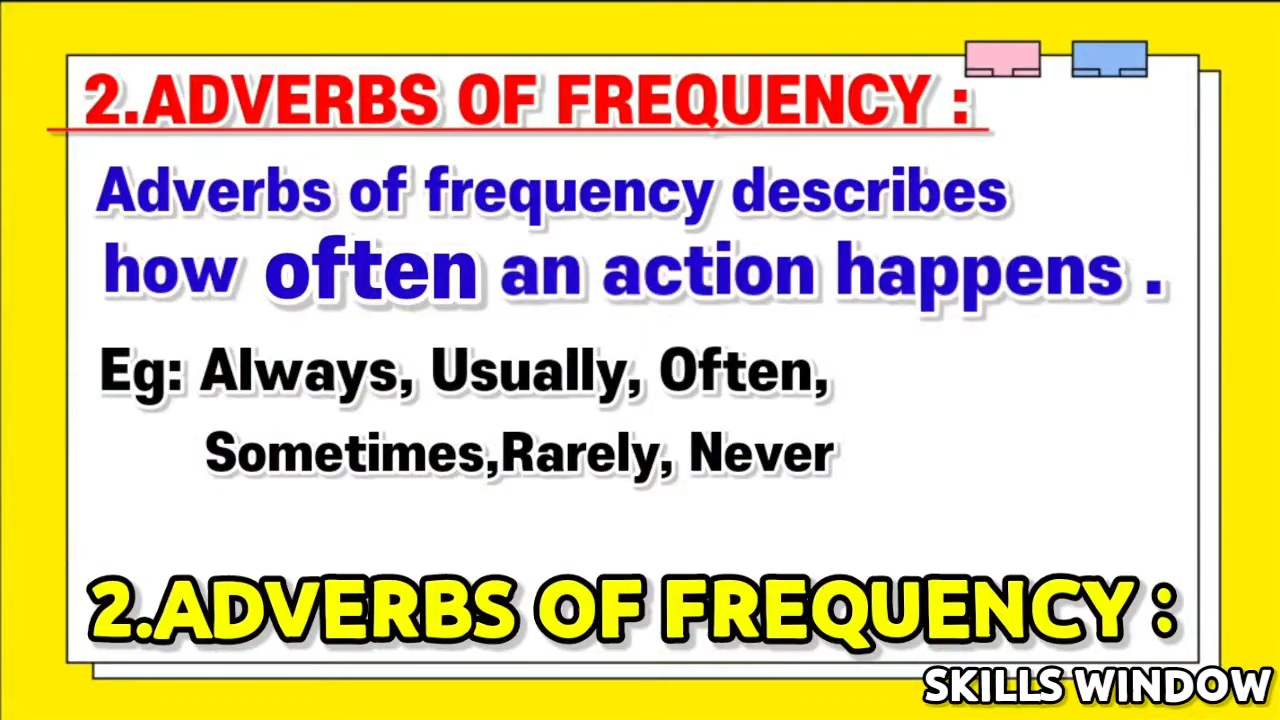 2.ADVERBS OF FREQUENCY :
Adverbs of frequency describes
how often an action happens .
Eg: Always, Usually, Often,
Sometimes,Rarely, Never
2.ADVERBS OF FREQUENCY :
SKILLS WINDOW